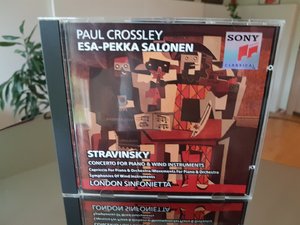 PAUL CROSSLEY
ESA-PEKKA SALONEN
SONY
CLASSICAL
STRAVINSKY
CONCERTO FOR PIANO & WIND INSTRUMENTS
Capriccio For Piano & Orchestra/Movements For Piano & Orchestra
Symphonies Of Wind Instruments
LONDON SINFONIETTA